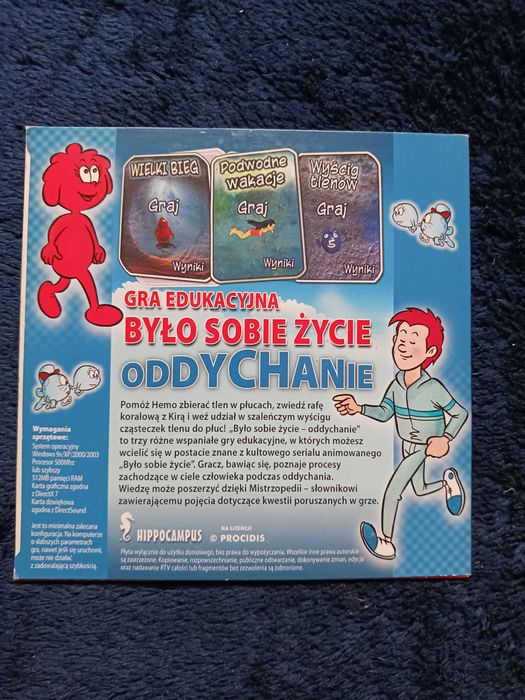 WIELKI BIEG
Graj
Wyniki
Podwodne
wakacje
Graj
Wyniki
Wyścig
tlenów
Graj
Wyniki
GRA EDUKACYJNA
BYŁO SOBIE ŻYCIE
ODDYCHANIE
Pomóż Hemo zbierać tlen w płucach, zwiedź rafę
koralową z Kirą i weź udział w szaleńczym wyścigu
cząsteczek tlenu do płuc! „Było sobie życie – oddychanie"
to trzy różne wspaniałe gry edukacyjne, w których możesz
wcielić się w postacie znane z kultowego serialu animowanego
„Było sobie życie". Gracz, bawiąc się, poznaje procesy
zachodzące w ciele człowieka podczas oddychania.
Wiedzę może poszerzyć dzięki Mistrzopedii – słownikowi
zawierającemu pojęcia dotyczące kwestii poruszanych w grze.
Wymagania
sprzętowe:
System operacyjny
Windows 9x/XP/2000/2003
Procesor 500Mhz
lub szybszy
512MB pamięci RAM
Karta graficzna zgodna
z DirectX 7
Karta dźwiękowa
zgodna z DirectSound
Jest to minimalna zalecana
konfiguracja. Na komputerze
o słabszych parametrach
gra, nawet jeśli się uruchomi,
może nie działać
z zadowalającą szybkością.
HIPPOCAMPUS
NA LICENCJI
© PROCIDIS
Płyta wyłącznie do użytku domowego, bez prawa do wypożyczania. Wszelkie inne prawa autorskie
są zastrzeżone. Kopiowanie, rozpowszechnianie, publiczne odtwarzanie, dokonywanie zmian, edycja
oraz nadawanie RTV całości lub fragmentów bez zezwolenia są zabronione.